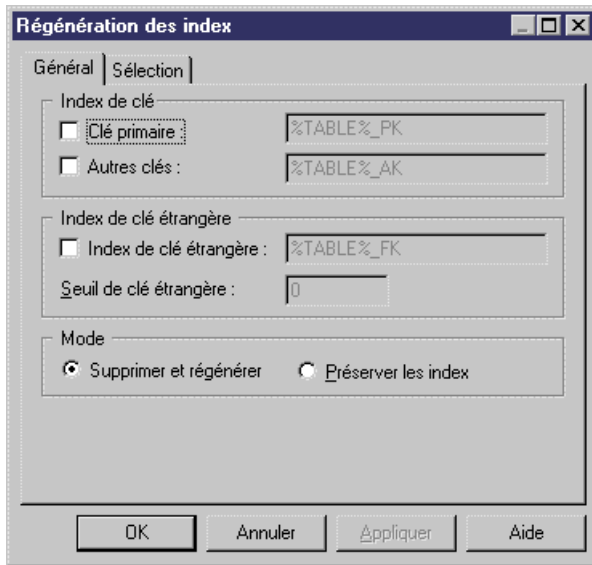 Régénération des index
Général Sélection
Index de clé
Clé primaire : %TABLE%_PK
Autres clés : %TABLE%_AK
Index de clé étrangère
Index de clé étrangère : %TABLE%_FK
Seuil de clé étrangère : 0
Mode
Supprimer et régénérer Préserver les index
OK Annuler Appliquer Aide